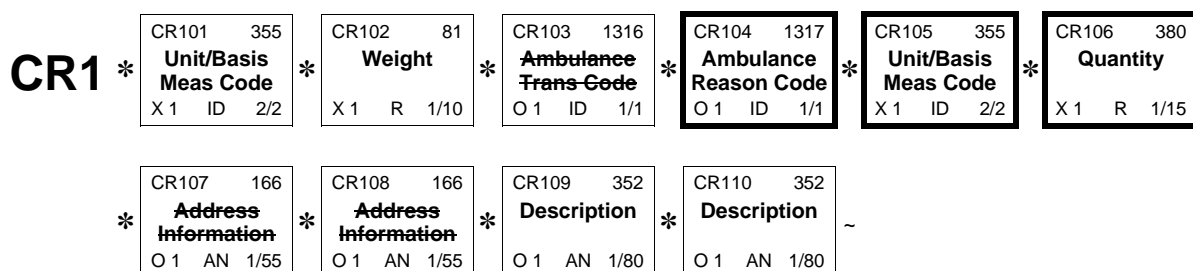 CR1 * CR101 355 * CR102 81 * CR103 1316 * CR104 1317 * CR105 355 * CR106 380
Unit/Basis Weight Ambulance Ambulance Unit/Basis Quantity
Meas Code Trans Code Reason Code Meas Code
X 1 ID 2/2 X 1 R 1/10 O 1 ID 1/1 O 1 ID 1/1 X 1 ID 2/2 X 1 R 1/15
* CR107 166 * CR108 166 * CR109 352 * CR110 352 ~
Address Address Description Description
Information Information
O 1 AN 1/55 O 1 AN 1/55 O 1 AN 1/80 O 1 AN 1/80